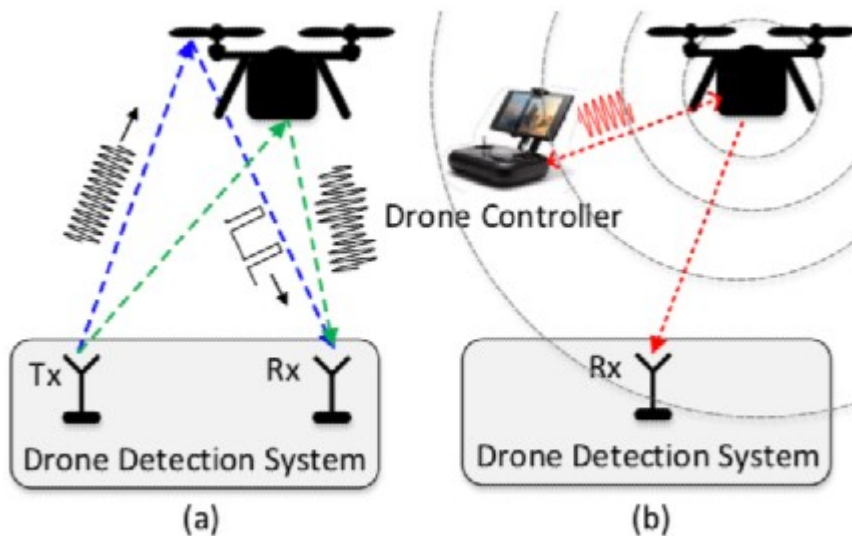 Drone Controller
Tx
Rx
Drone Detection System
(a)
Rx
Drone Detection System
(b)